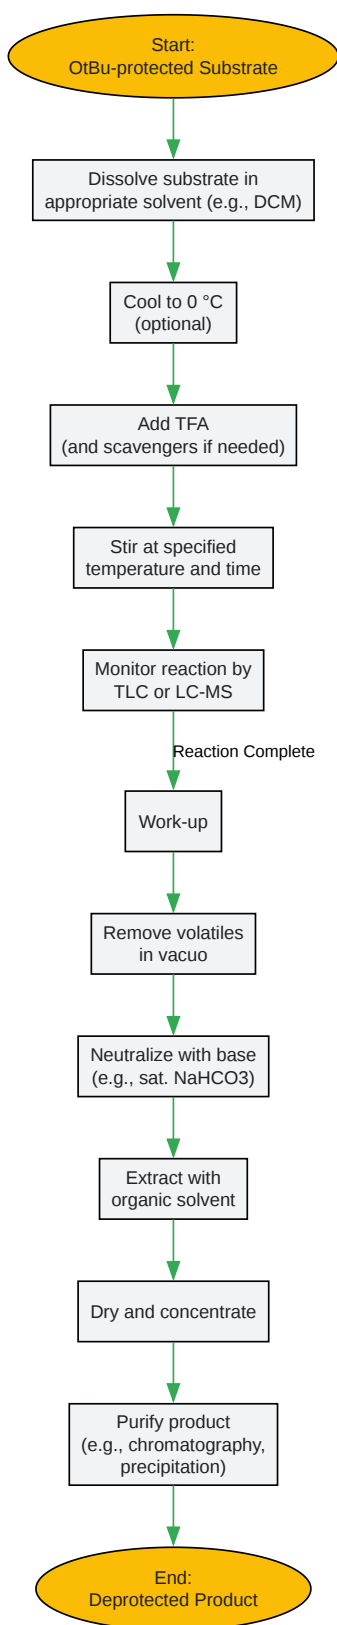 Start:
OtBu-protected Substrate
Dissolve substrate in
appropriate solvent (e.g., DCM)
Cool to 0 °C
(optional)
Add TFA
(and scavengers if needed)
Stir at specified
temperature and time
Monitor reaction by
TLC or LC-MS
Reaction Complete
Work-up
Remove volatiles
in vacuo
Neutralize with base
(e.g., sat. NaHCO3)
Extract with
organic solvent
Dry and concentrate
Purify product
(e.g., chromatography,
precipitation)
End:
Deprotected Product